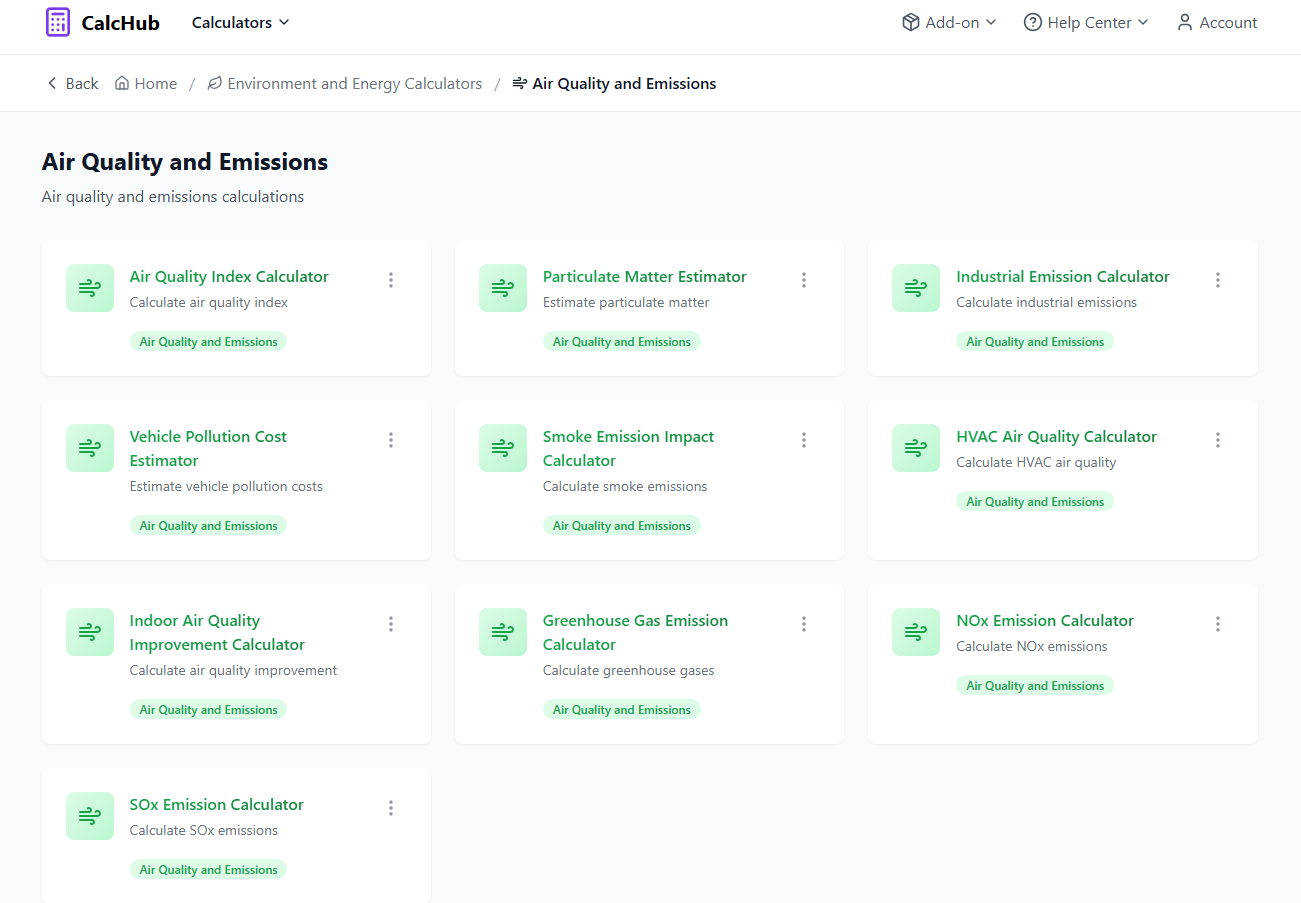 CalcHub Calculators Add-on Help Center Account
Back Home / Environment and Energy Calculators / Air Quality and Emissions
Air Quality and Emissions
Air quality and emissions calculations
Air Quality Index Calculator
Calculate air quality index
Air Quality and Emissions
Particulate Matter Estimator
Estimate particulate matter
Air Quality and Emissions
Industrial Emission Calculator
Calculate industrial emissions
Air Quality and Emissions
Vehicle Pollution Cost
Estimator
Estimate vehicle pollution costs
Air Quality and Emissions
Smoke Emission Impact
Calculator
Calculate smoke emissions
Air Quality and Emissions
HVAC Air Quality Calculator
Calculate HVAC air quality
Air Quality and Emissions
Indoor Air Quality
Improvement Calculator
Calculate air quality improvement
Air Quality and Emissions
Greenhouse Gas Emission
Calculator
Calculate greenhouse gases
Air Quality and Emissions
NOx Emission Calculator
Calculate NOx emissions
Air Quality and Emissions
SOx Emission Calculator
Calculate SOx emissions
Air Quality and Emissions